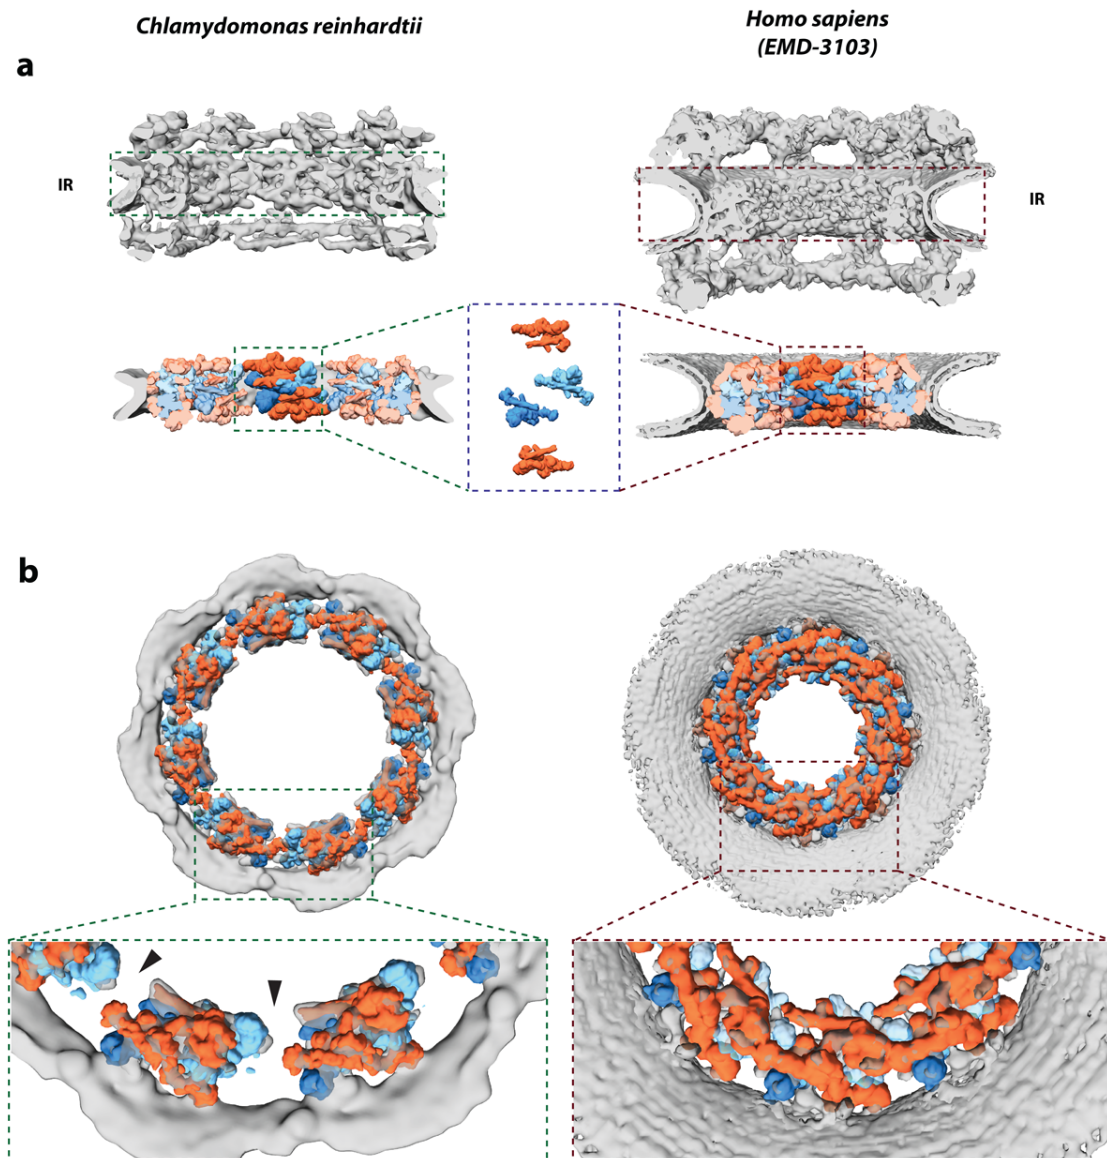 Chlamydomonas reinhardtii
Homo sapiens
(EMD-3103)
a
IR
IR
b